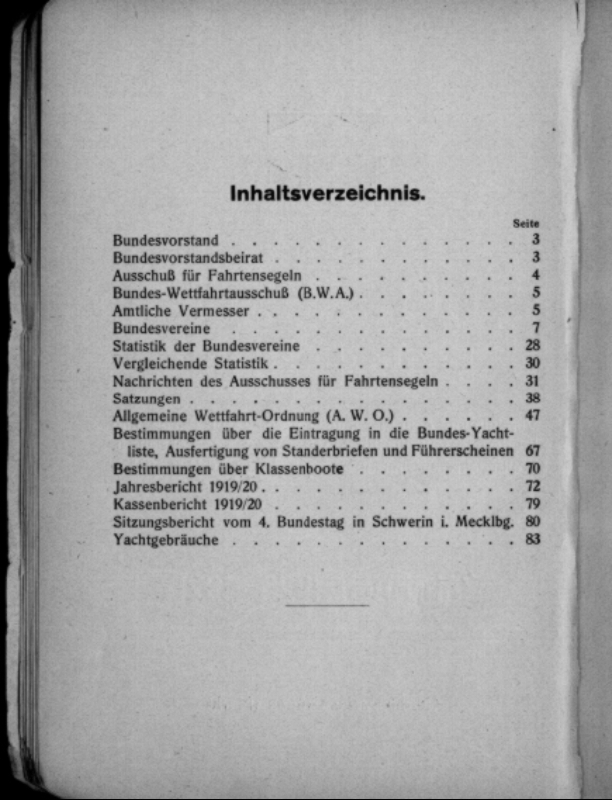 Inhaltsverzeichnis.
Seite
Bundesvorstand . . . . . . . . . . . . . . 3
Bundesvorstandsbeirat . . . . . . . . . . . . 3
Ausschuß für Fahrtensegeln . . . . . . . . . . 4
Bundes-Wettfahrtausschuß (B.W.A.) . . . . . . . . 5
Amtliche Vermesser . . . . . . . . . . . . . 5
Bundesvereine . . . . . . . . . . . . . . 7
Statistik der Bundesvereine . . . . . . . . . . 28
Vergleichende Statistik . . . . . . . . . . . . 30
Nachrichten des Ausschusses für Fahrtensegeln . . . . 31
Satzungen . . . . . . . . . . . . . . . . 38
Allgemeine Wettfahrt-Ordnung (A. W. O.) . . . . . . 47
Bestimmungen über die Eintragung in die Bundes-Yacht-
liste, Ausfertigung von Standerbriefen und Führerscheinen 67
Bestimmungen über Klassenboote . . . . . . . . 70
Jahresbericht 1919/20 . . . . . . . . . . . . . 72
Kassenbericht 1919/20 . . . . . . . . . . . . 79
Sitzungsbericht vom 4. Bundestag in Schwerin i. Mecklbg. 80
Yachtgebräuche . . . . . . . . . . . . . . 83